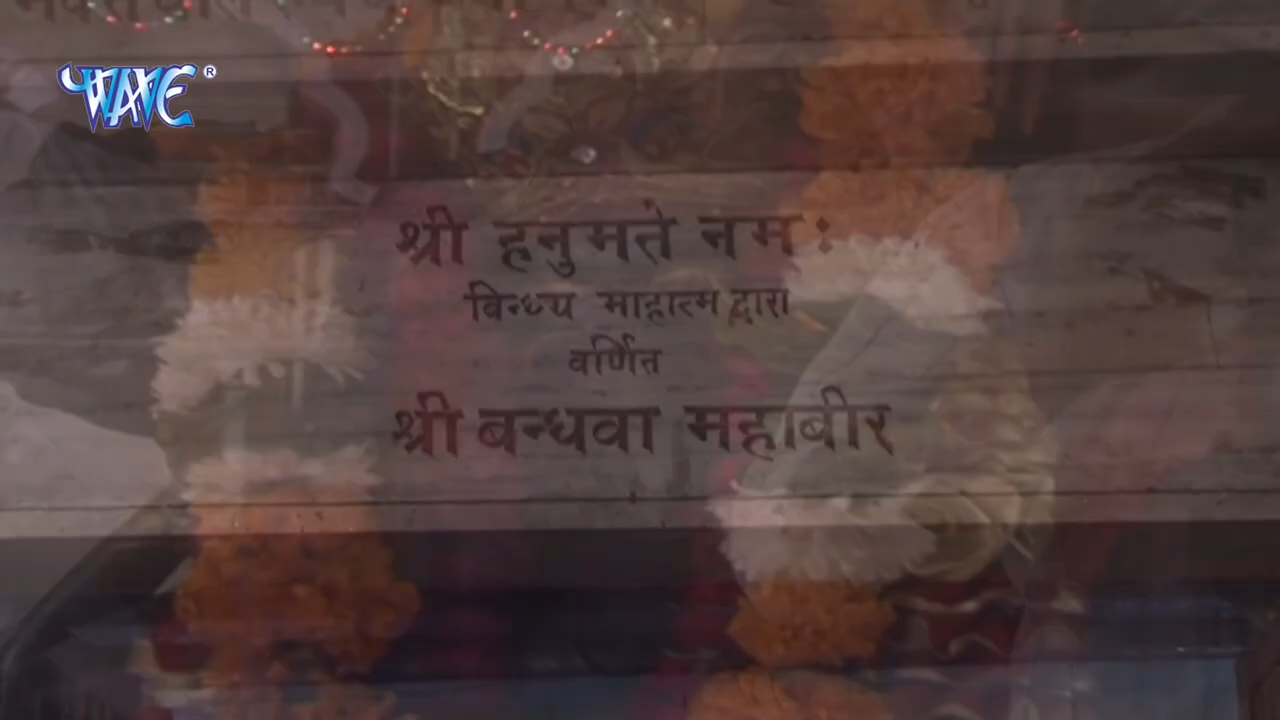 WAVE ®
श्री हनुमते नमः
बिन्ध्य माहात्म द्वारा
वर्णित
श्री बन्धवा महाबीर